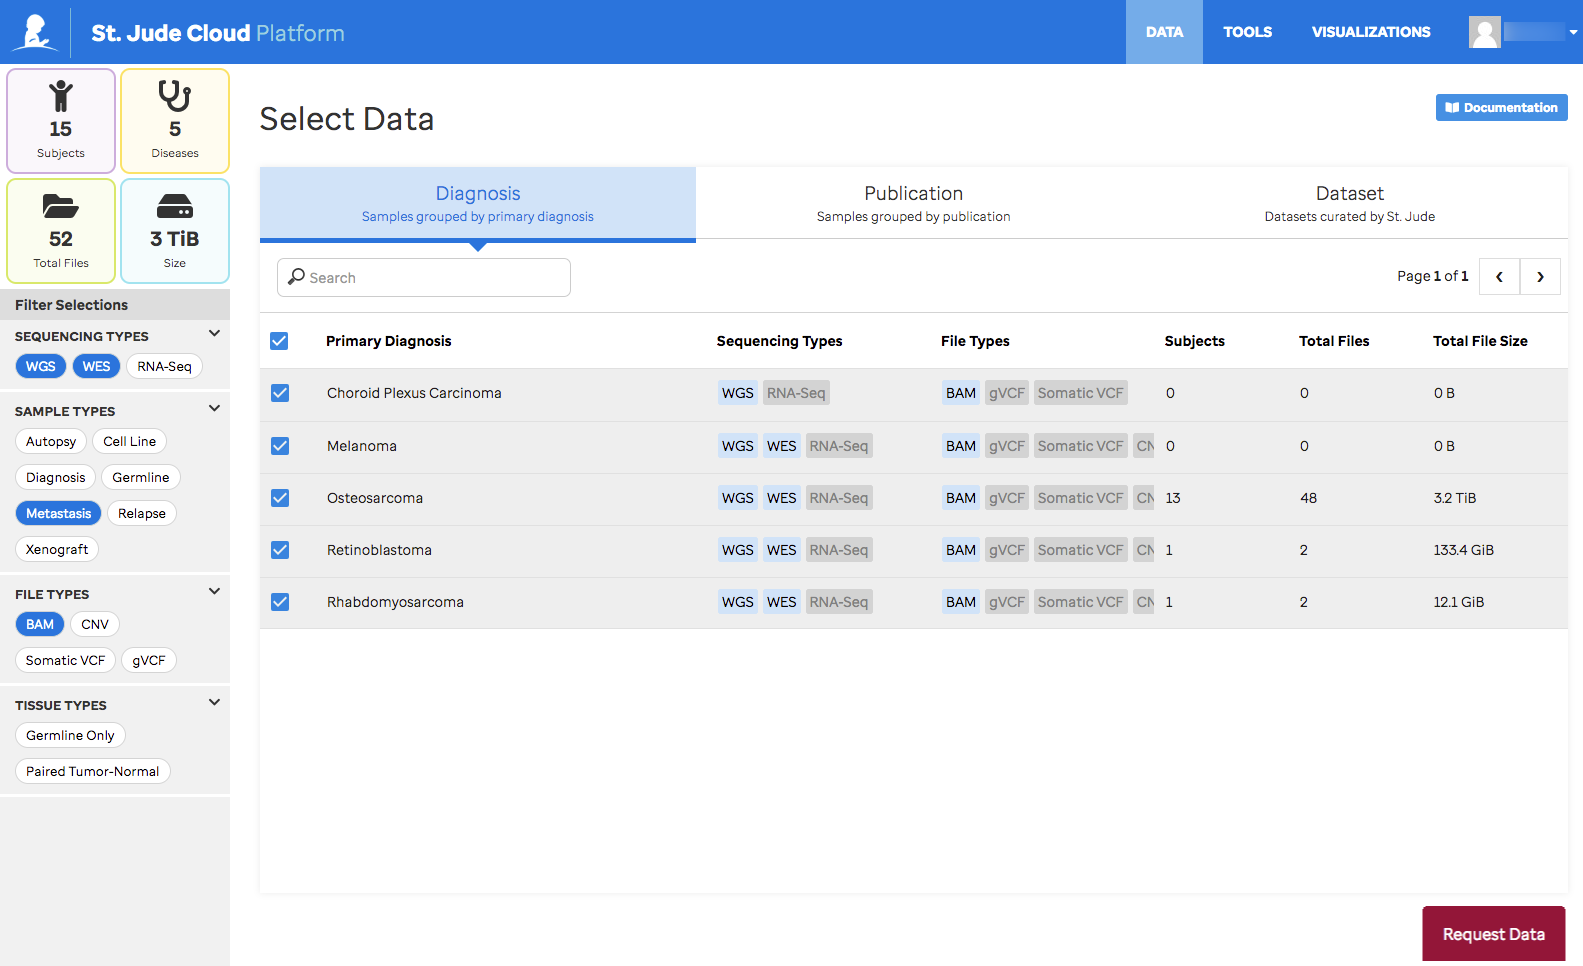 St. Jude Cloud Platform
DATA
TOOLS
VISUALIZATIONS
15
Subjects
5
Diseases
52
Total Files
3 TiB
Size
Filter Selections
SEQUENCING TYPES
WGS WES RNA-Seq
SAMPLE TYPES
Autopsy Cell Line
Diagnosis Germline
Metastasis Relapse
Xenograft
FILE TYPES
BAM CNV
Somatic VCF gVCF
TISSUE TYPES
Germline Only
Paired Tumor-Normal
Select Data
Documentation
Diagnosis
Samples grouped by primary diagnosis
Publication
Samples grouped by publication
Dataset
Datasets curated by St. Jude
Search
Page 1 of 1
Primary Diagnosis Sequencing Types File Types Subjects Total Files Total File Size
Choroid Plexus Carcinoma WGS RNA-Seq BAM gVCF Somatic VCF 0 0 0 B
Melanoma WGS WES RNA-Seq BAM gVCF Somatic VCF CN 0 0 0 B
Osteosarcoma WGS WES RNA-Seq BAM gVCF Somatic VCF CN 13 48 3.2 TiB
Retinoblastoma WGS WES RNA-Seq BAM gVCF Somatic VCF CN 1 2 133.4 GiB
Rhabdomyosarcoma WGS WES RNA-Seq BAM gVCF Somatic VCF CN 1 2 12.1 GiB
Request Data